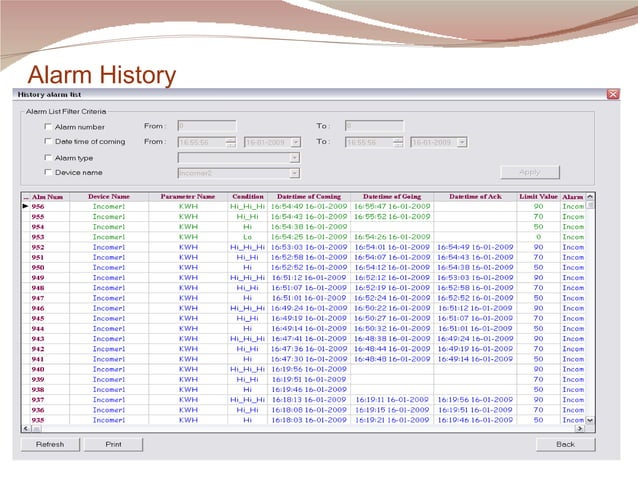 Alarm History
History alarm list
Alarm List Filter Criteria
Alarm number From : 0 To : 0
Date time of coming From : 16:55:56 16-01-2009 To : 16:55:56 16-01-2009
Alarm type
Device name Incomer2 Apply
Alm Num Device Name Parameter Name Condition Datetime of Coming Datetime of Going Datetime of Ack Limit Value Alarm
956 Incomer1 KWH Hi_Hi_Hi 16:54:49 16-01-2009 16:55:47 16-01-2009 90 Incom
955 Incomer1 KWH Hi_Hi 16:54:43 16-01-2009 16:55:52 16-01-2009 70 Incom
954 Incomer1 KWH Hi 16:54:38 16-01-2009 50 Incom
953 Incomer1 KWH Lo 16:54:25 16-01-2009 16:54:26 16-01-2009 0 Incom
952 Incomer1 KWH Hi_Hi_Hi 16:53:03 16-01-2009 16:54:01 16-01-2009 16:54:49 16-01-2009 90 Incom
951 Incomer1 KWH Hi_Hi 16:52:58 16-01-2009 16:54:07 16-01-2009 16:54:43 16-01-2009 70 Incom
950 Incomer1 KWH Hi 16:52:52 16-01-2009 16:54:12 16-01-2009 16:54:38 16-01-2009 50 Incom
949 Incomer1 KWH Hi_Hi_Hi 16:51:12 16-01-2009 16:52:10 16-01-2009 16:53:03 16-01-2009 90 Incom
948 Incomer1 KWH Hi_Hi 16:51:07 16-01-2009 16:52:19 16-01-2009 16:52:58 16-01-2009 70 Incom
947 Incomer1 KWH Hi 16:51:01 16-01-2009 16:52:24 16-01-2009 16:52:52 16-01-2009 50 Incom
946 Incomer1 KWH Hi_Hi_Hi 16:49:24 16-01-2009 16:50:22 16-01-2009 16:51:12 16-01-2009 90 Incom
945 Incomer1 KWH Hi_Hi 16:49:19 16-01-2009 16:50:27 16-01-2009 16:51:07 16-01-2009 70 Incom
944 Incomer1 KWH Hi 16:49:14 16-01-2009 16:50:32 16-01-2009 16:51:01 16-01-2009 50 Incom
943 Incomer1 KWH Hi_Hi_Hi 16:47:41 16-01-2009 16:48:38 16-01-2009 16:49:24 16-01-2009 90 Incom
942 Incomer1 KWH Hi_Hi 16:47:36 16-01-2009 16:48:44 16-01-2009 16:49:19 16-01-2009 70 Incom
941 Incomer1 KWH Hi 16:47:30 16-01-2009 16:48:48 16-01-2009 16:49:14 16-01-2009 50 Incom
940 Incomer1 KWH Hi_Hi_Hi 16:19:56 16-01-2009 90 Incom
939 Incomer1 KWH Hi_Hi 16:19:51 16-01-2009 70 Incom
938 Incomer1 KWH Hi 16:19:46 16-01-2009 50 Incom
937 Incomer1 KWH Hi_Hi_Hi 16:18:13 16-01-2009 16:19:11 16-01-2009 16:19:56 16-01-2009 90 Incom
936 Incomer1 KWH Hi_Hi 16:18:08 16-01-2009 16:19:15 16-01-2009 16:19:51 16-01-2009 70 Incom
935 Incomer1 KWH Hi 16:18:03 16-01-2009 16:19:21 16-01-2009 16:19:46 16-01-2009 50 Incom
Refresh Print Back